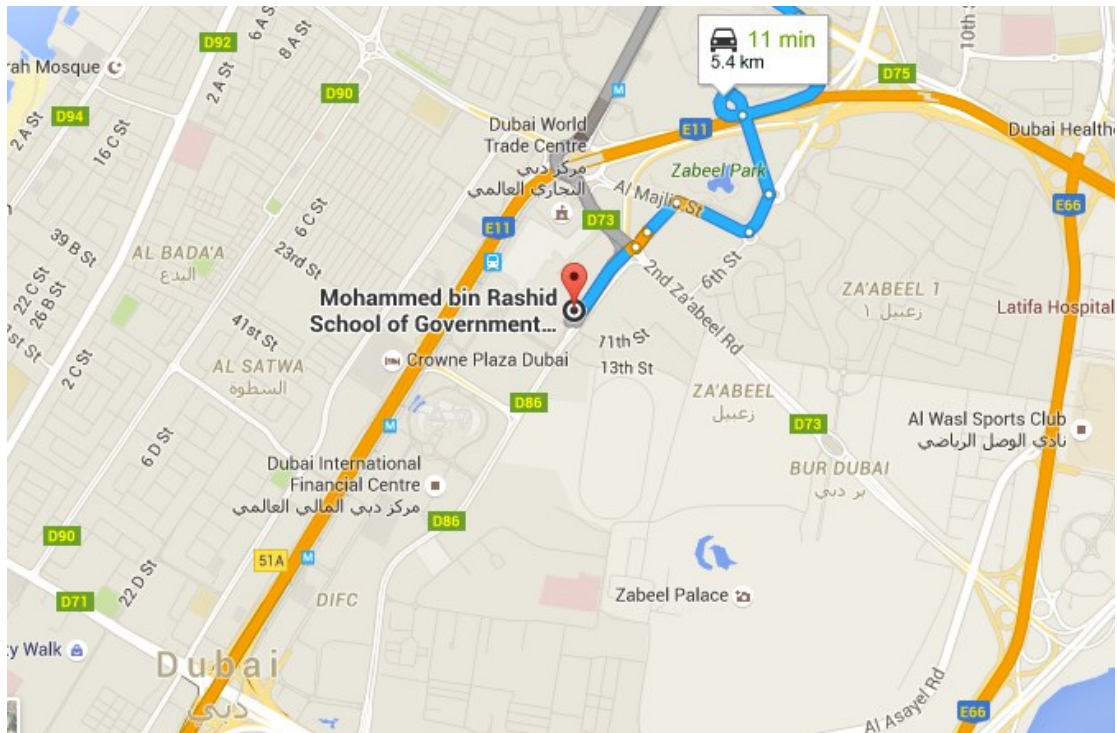 11 min
5.4 km
D92
6 A St
8 A St
10th St
D75
rah Mosque
2 A St
D90
M
D94
2 A St
16 C St
E11
Dubai World
Trade Centre
مركز دبي
التجاري العالمي
Dubai Healthc
Zabeel Park
Al Majlis St
E66
6 C St
D73
E11
39 B St
AL BADA'A
البدع
23rd St
2nd Za'abeel Rd
6th St
22 C St
26 B St
ZA'ABEEL 1
زعبيل ١
Mohammed bin Rashid
School of Government...
Latifa Hospital
1st St
41st St
11th St
2 C St
AL SATWA
السطوة
Crowne Plaza Dubai
13th St
D86
ZA'ABEEL
زعبيل
D73
Al Wasl Sports Club
نادي الوصل الرياضي
6 D St
M
Dubai International
Financial Centre
مركز دبي المالي العالمي
BUR DUBAI
بر دبي
D86
D90
51A
M
22 D St
D71
DIFC
Zabeel Palace
ty Walk
Dubai
دبي
Al Asayel Rd
E66